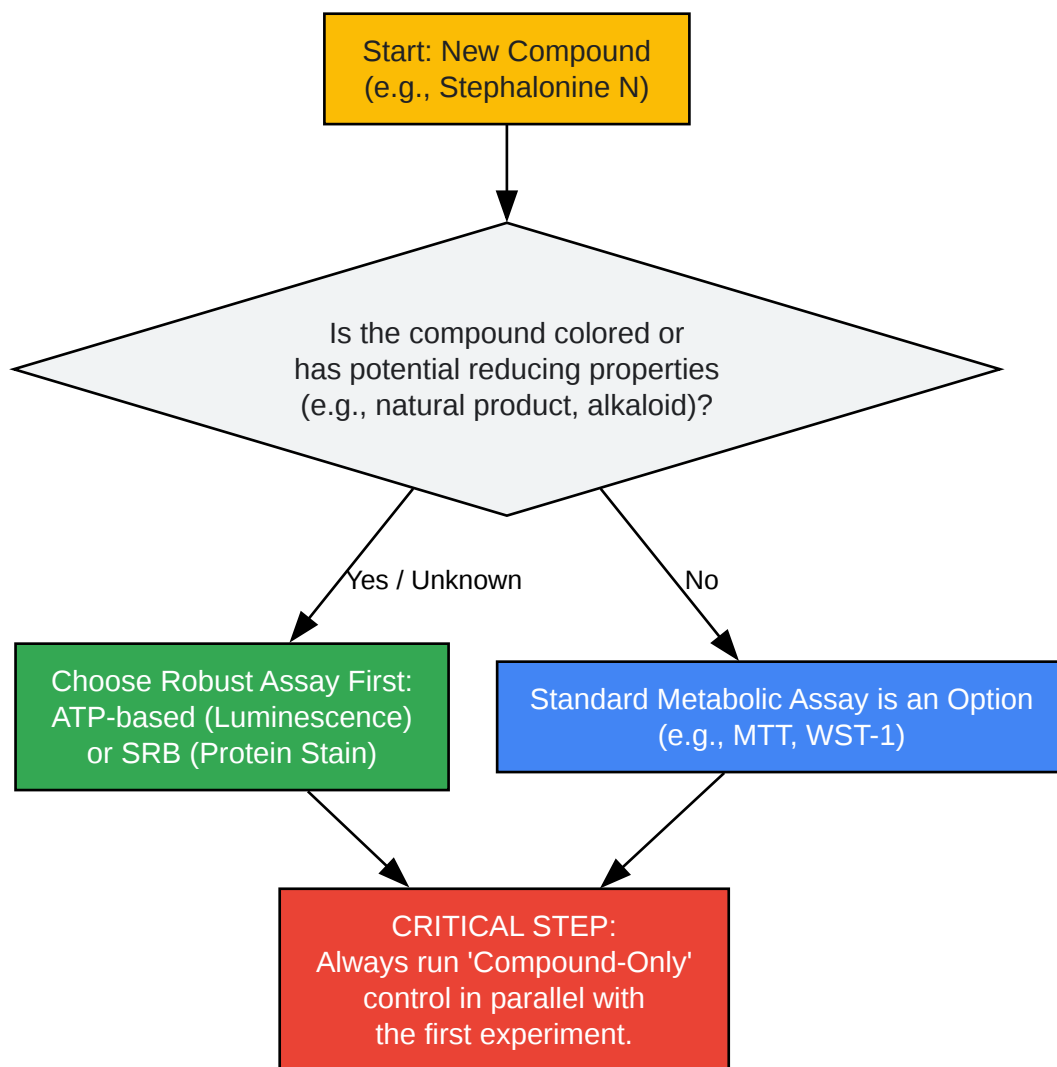 Start: New Compound
(e.g., Stephalonine N)
Is the compound colored or
has potential reducing properties
(e.g., natural product, alkaloid)?
Yes / Unknown
No
Choose Robust Assay First:
ATP-based (Luminescence)
or SRB (Protein Stain)
Standard Metabolic Assay is an Option
(e.g., MTT, WST-1)
CRITICAL STEP:
Always run 'Compound-Only'
control in parallel with
the first experiment.